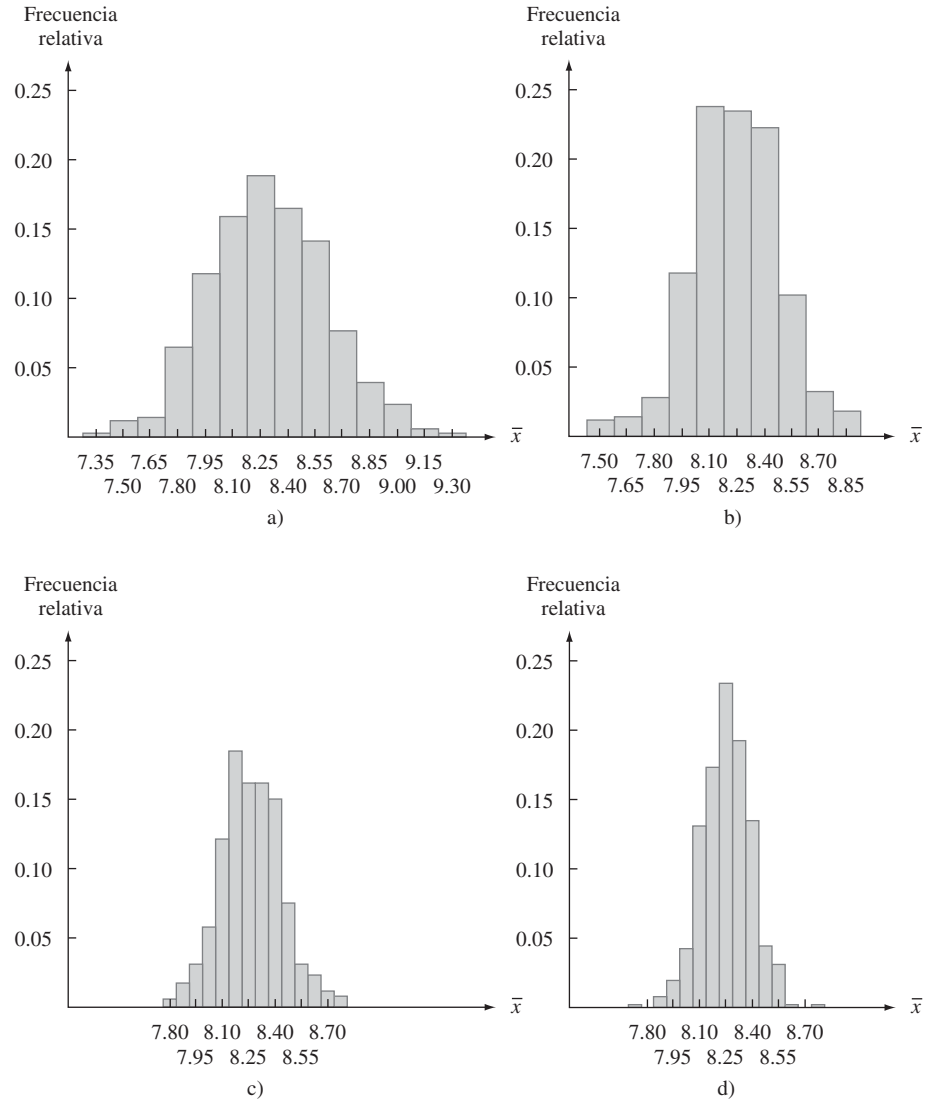 Frecuencia
relativa
0.25
0.20
0.15
0.10
0.05
x̄
7.35 7.65 7.95 8.25 8.55 8.85 9.15
7.50 7.80 8.10 8.40 8.70 9.00 9.30
a)
Frecuencia
relativa
0.25
0.20
0.15
0.10
0.05
x̄
7.50 7.80 8.10 8.40 8.70
7.65 7.95 8.25 8.55 8.85
b)
Frecuencia
relativa
0.25
0.20
0.15
0.10
0.05
x̄
7.80 8.10 8.40 8.70
7.95 8.25 8.55
c)
Frecuencia
relativa
0.25
0.20
0.15
0.10
0.05
x̄
7.80 8.10 8.40 8.70
7.95 8.25 8.55
d)